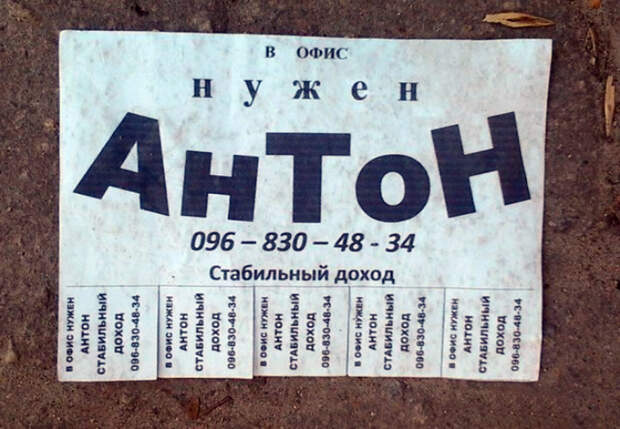 В ОФИС
нужен
АнТоН
096 – 830 – 48 - 34
Стабильный доход
В ОФИС НУЖЕН
АНТОН
СТАБИЛЬНЫЙ
ДОХОД
096-830-48-34
В ОФИС НУЖЕН
АНТОН
СТАБИЛЬНЫЙ
ДОХОД
096-830-48-34
В ОФИС НУЖЕН
АНТОН
СТАБИЛЬНЫЙ
ДОХОД
096-830-48-34
В ОФИС НУЖЕН
АНТОН
СТАБИЛЬНЫЙ
ДОХОД
096-830-48-34
В ОФИС НУЖЕН
АНТОН
СТАБИЛЬНЫЙ
ДОХОД
096-830-48-34